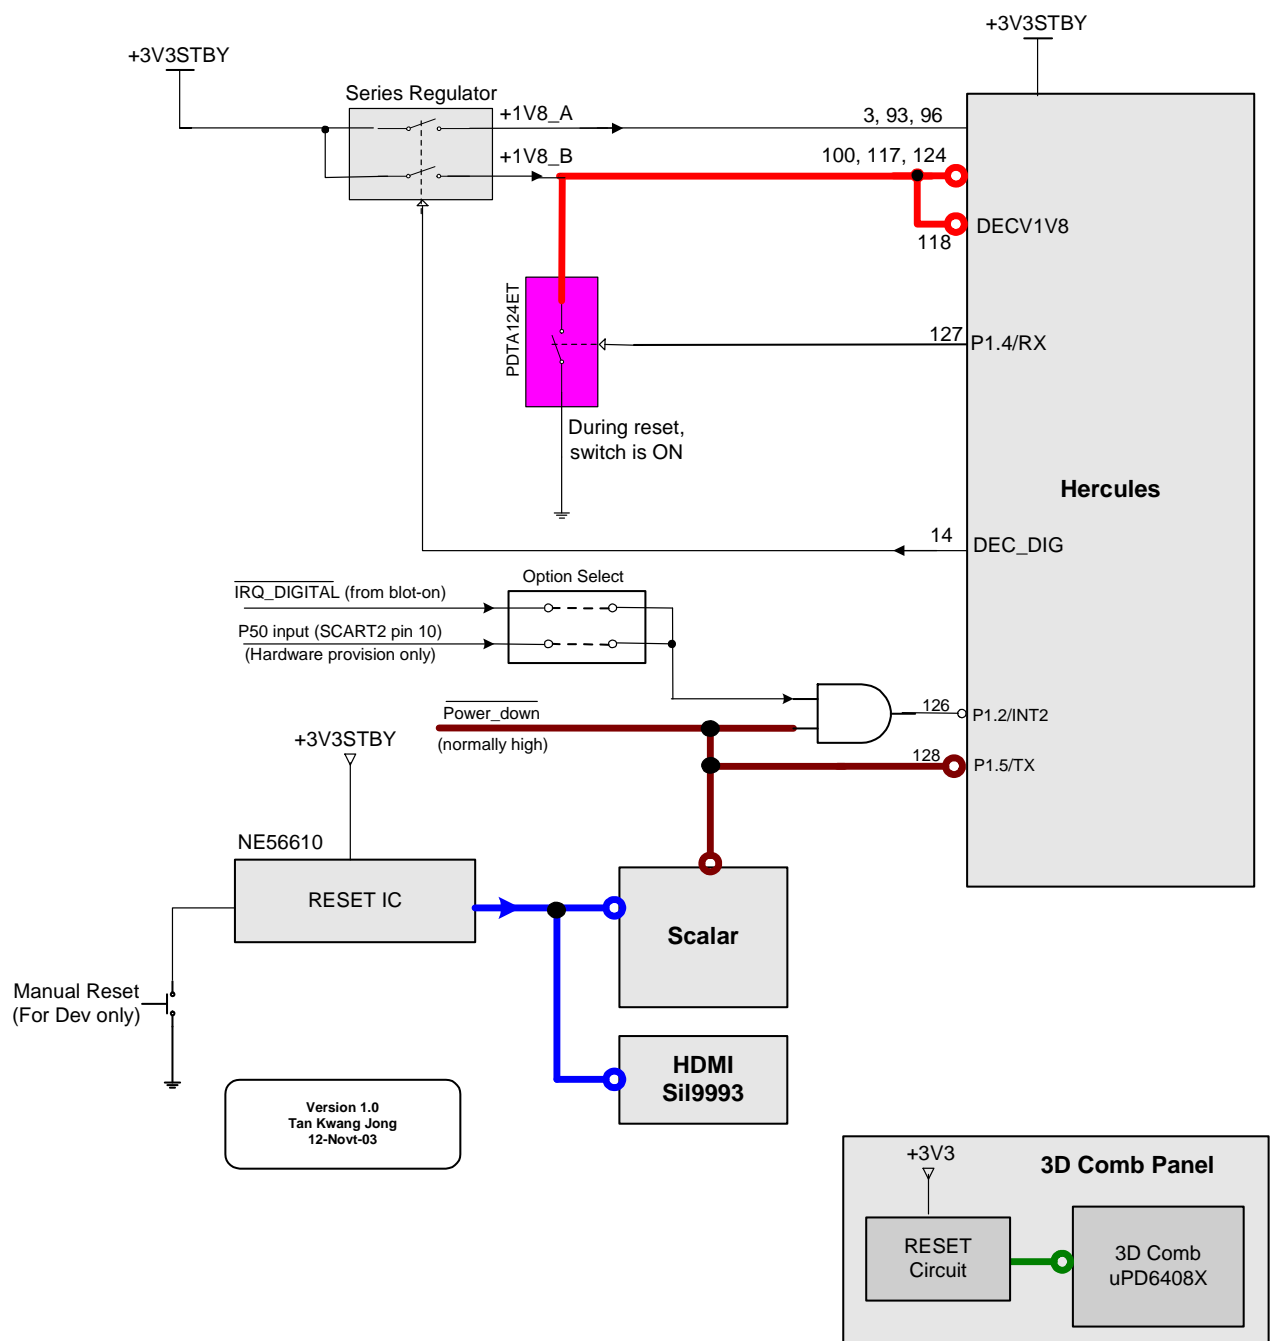 +3V3STBY
+3V3STBY
Series Regulator
+1V8_A
3, 93, 96
+1V8_B
100, 117, 124
118
DECV1V8
PDTA124ET
127
P1.4/RX
During reset,
switch is ON
Hercules
14
DEC_DIG
Option Select
IRQ_DIGITAL (from blot-on)
P50 input (SCART2 pin 10)
(Hardware provision only)
Power_down
(normally high)
126
P1.2/INT2
128
P1.5/TX
+3V3STBY
NE56610
RESET IC
Scalar
Manual Reset
(For Dev only)
HDMI
SiI9993
Version 1.0
Tan Kwang Jong
12-Novt-03
+3V3
3D Comb Panel
RESET
Circuit
3D Comb
uPD6408X